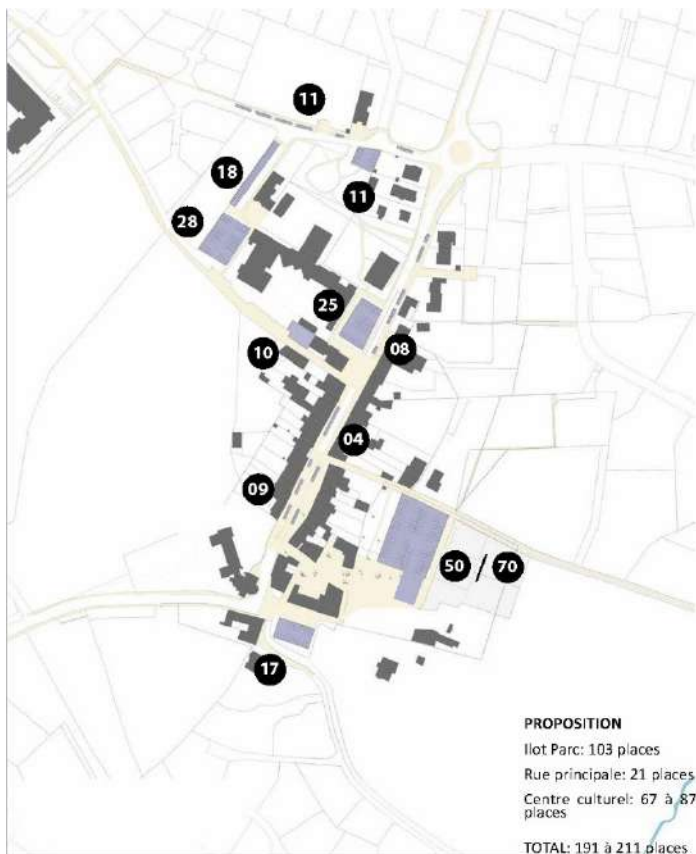 11
18
11
28
25
08
10
04
09
50 / 70
17
PROPOSITION
Ilot Parc: 103 places
Rue principale: 21 places
Centre culturel: 67 à 87
places
TOTAL: 191 à 211 places